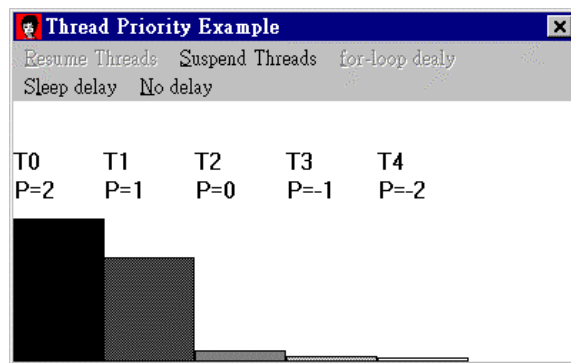 Thread Priority Example
Resume Threads Suspend Threads for-loop dealy
Sleep delay No delay
T0 T1 T2 T3 T4
P=2 P=1 P=0 P=-1 P=-2